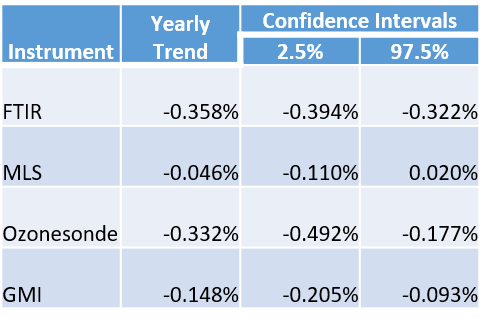 Instrument Yearly Trend Confidence Intervals
2.5% 97.5%
FTIR -0.358% -0.394% -0.322%
MLS -0.046% -0.110% 0.020%
Ozonesonde -0.332% -0.492% -0.177%
GMI -0.148% -0.205% -0.093%